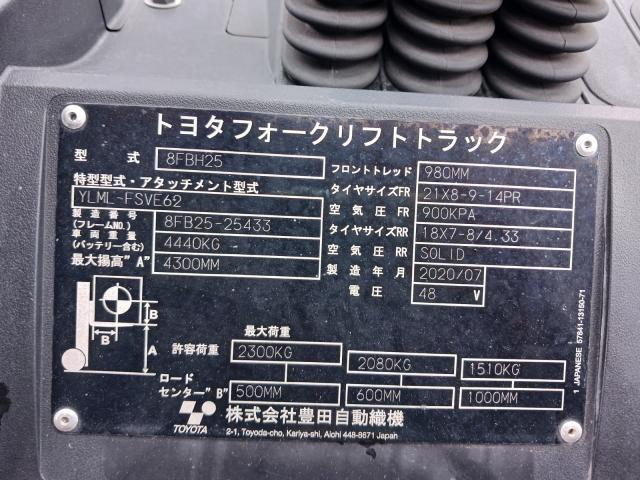 トヨタフォークリフトトラック
型 式 8FBH25
特型型式・アタッチメント型式
YLML-FSVE62
製造番号 (フレームNO.) 8FB25-25433
車両重量 (バッテリー含む) 4440KG
最大揚高"A" 4300MM
フロントトレッド 980MM
タイヤサイズFR 21X8-9-14PR
空気圧 FR 900KPA
タイヤサイズRR 18X7-8/4.33
空気圧 RR SOLID
製造年月 2020/07
電圧 48 V
B
B
A
最大荷重
許容荷重 2300KG 2080KG 1510KG
ロード
センター"B" 500MM 600MM 1000MM
TOYOTA 株式会社豊田自動織機
2-1, Toyoda-cho, Kariya-shi, Aichi 448-8671 Japan
1 JAPANESE 57841-13150-71